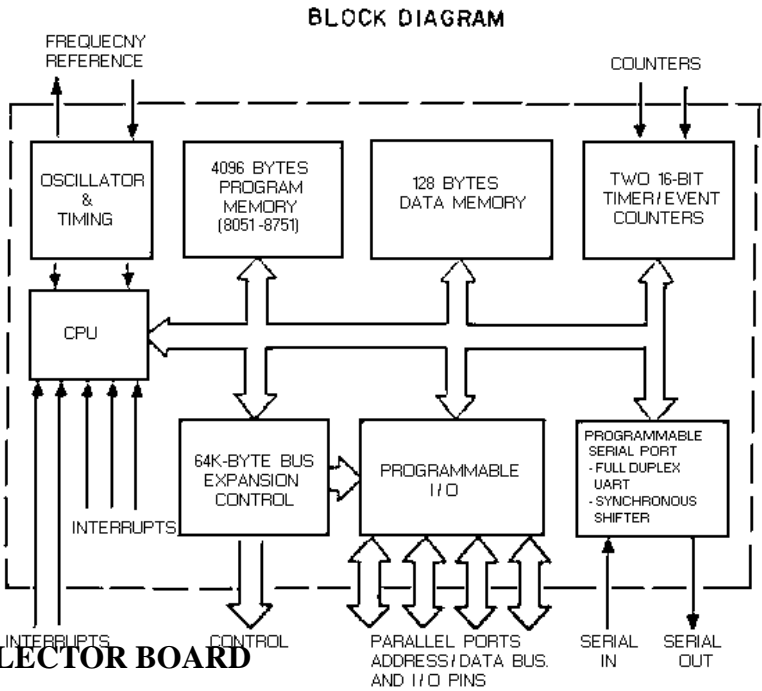 BLOCK DIAGRAM
FREQUECNY
REFERENCE
COUNTERS
OSCILLATOR
&
TIMING
4096 BYTES
PROGRAM
MEMORY
(8051-8751)
128 BYTES
DATA MEMORY
TWO 16-BIT
TIMER/EVENT
COUNTERS
CPU
64K-BYTE BUS
EXPANSION
CONTROL
PROGRAMMABLE
I/O
PROGRAMMABLE
SERIAL PORT
- FULL DUPLEX
UART
- SYNCHRONOUS
SHIFTER
INTERRUPTS
INTERRUPTS
CONTROL
PARALLEL PORTS
ADDRESS/DATA BUS.
AND I/O PINS
SERIAL
IN
SERIAL
OUT
LECTOR BOARD